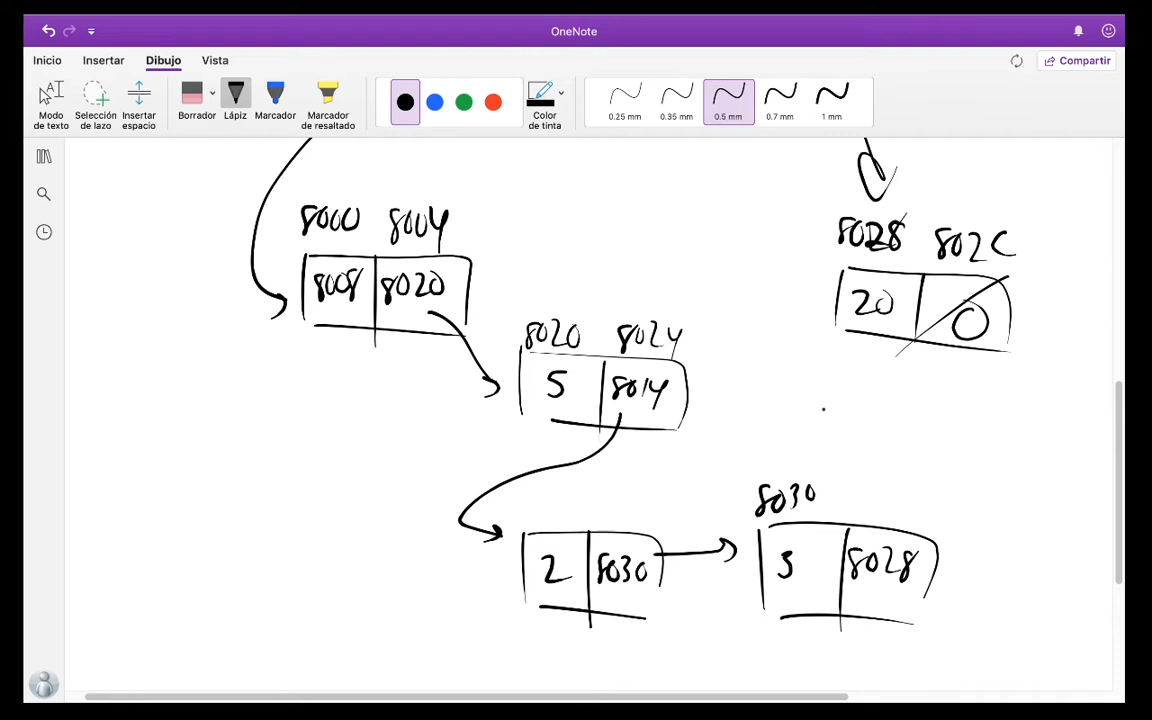 OneNote
Inicio Insertar Dibujo Vista
Compartir
Modo de texto
Selección de lazo
Insertar espacio
Borrador
Lápiz
Marcador
Marcador de resaltado
Color de tinta
0.25 mm
0.35 mm
0.5 mm
0.7 mm
1 mm
8000 8004
8008 8020
8028 802C
20 0
8020 8024
5 8014
8030
2 8030
3 8028